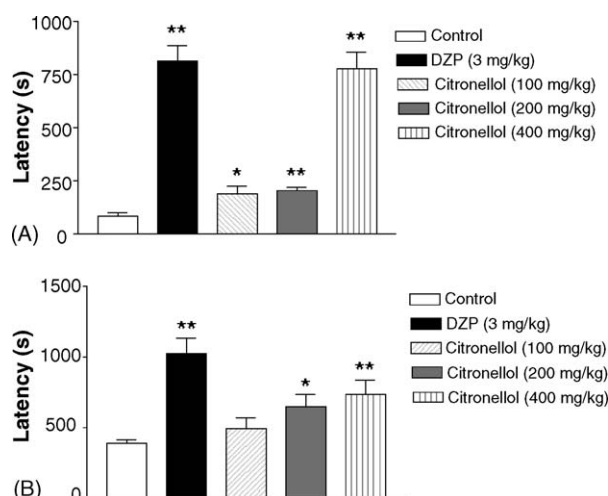 1000
750
500
250
0
Latency (s)
(A)
**
*
**
**
Control
DZP (3 mg/kg)
Citronellol (100 mg/kg)
Citronellol (200 mg/kg)
Citronellol (400 mg/kg)
1500
1000
500
0
Latency (s)
(B)
**
*
**
Control
DZP (3 mg/kg)
Citronellol (100 mg/kg)
Citronellol (200 mg/kg)
Citronellol (400 mg/kg)